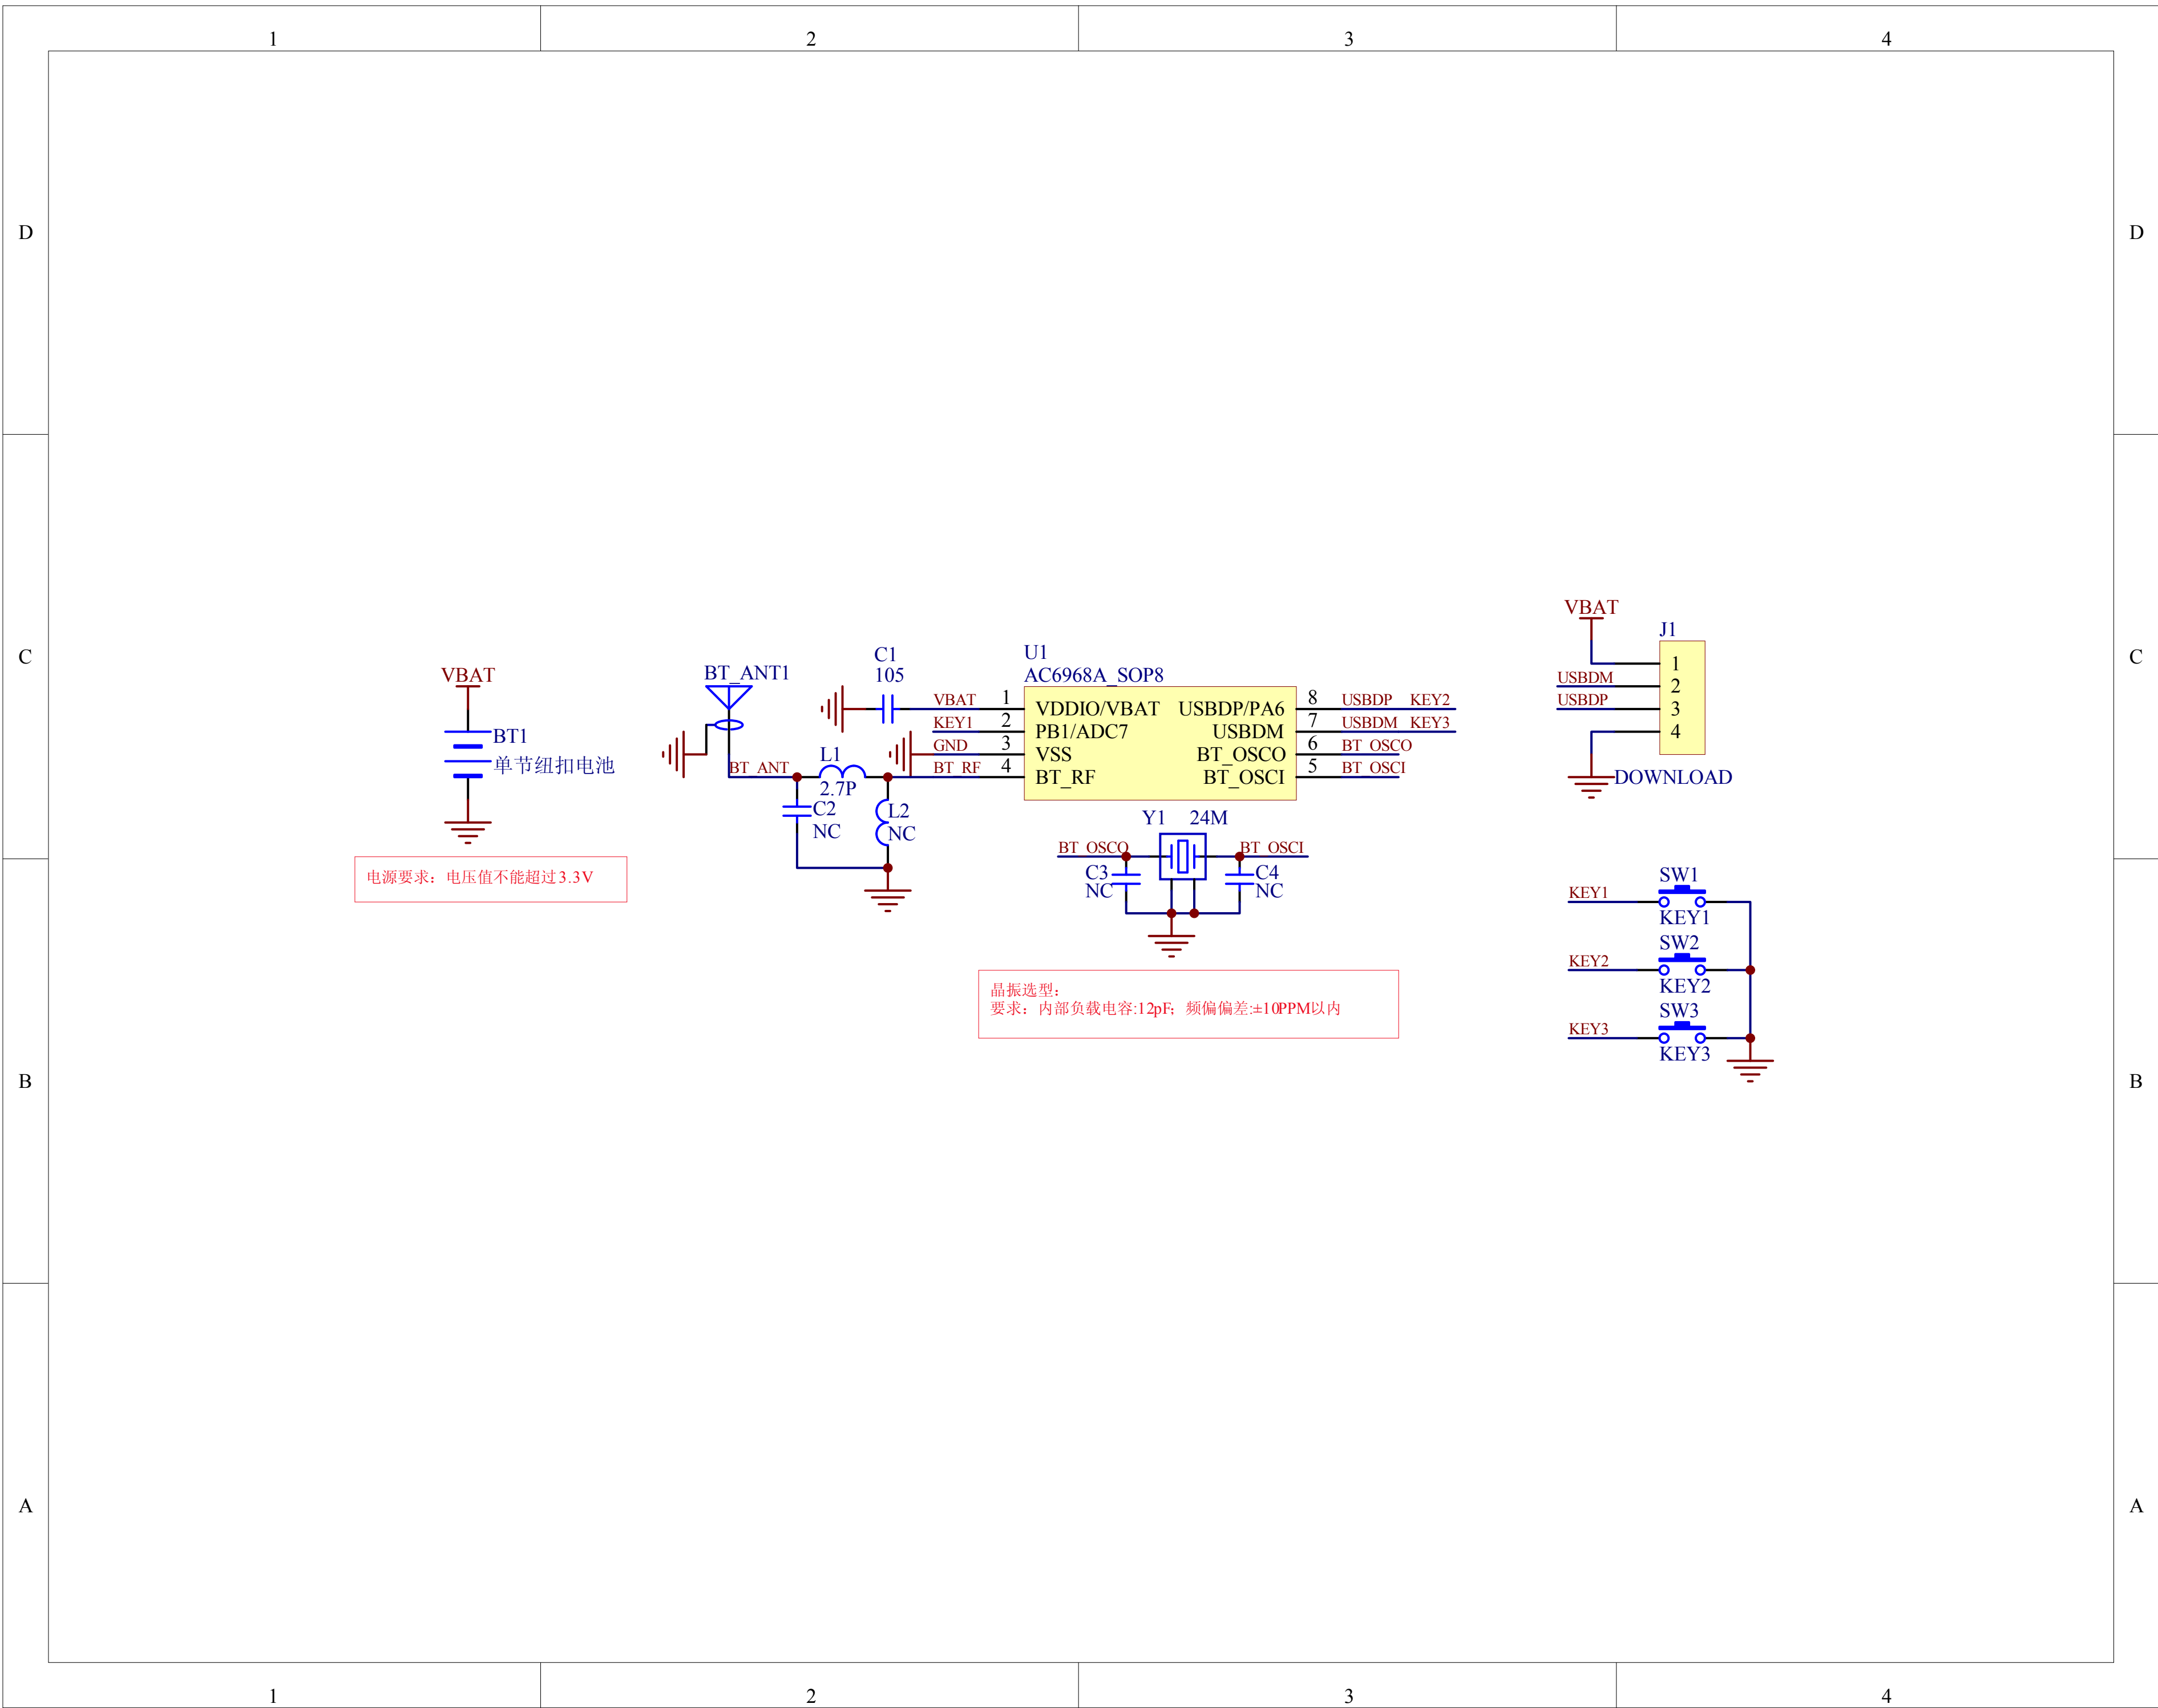 1
2
3
4
D
D
C
C
B
B
A
A
VBAT
BT1
单节纽扣电池
电源要求：电压值不能超过3.3V
BT_ANT1
BT_ANT
L1
2.7P
C2
NC
L2
NC
C1
105
U1
AC6968A_SOP8
VBAT 1 VDDIO/VBAT USBDP/PA6 8 USBDP KEY2
KEY1 2 PB1/ADC7 USBDM 7 USBDM KEY3
GND 3 VSS BT_OSCO 6 BT_OSCO
BT_RF 4 BT_RF BT_OSCI 5 BT_OSCI
Y1 24M
BT_OSCO
BT_OSCI
C3
NC
C4
NC
晶振选型：
要求：内部负载电容:12pF；频偏偏差:±10PPM以内
VBAT
J1
1
USBDM 2
USBDP 3
4
DOWNLOAD
SW1
KEY1
KEY1
SW2
KEY2
KEY2
SW3
KEY3
KEY3
1
2
3
4